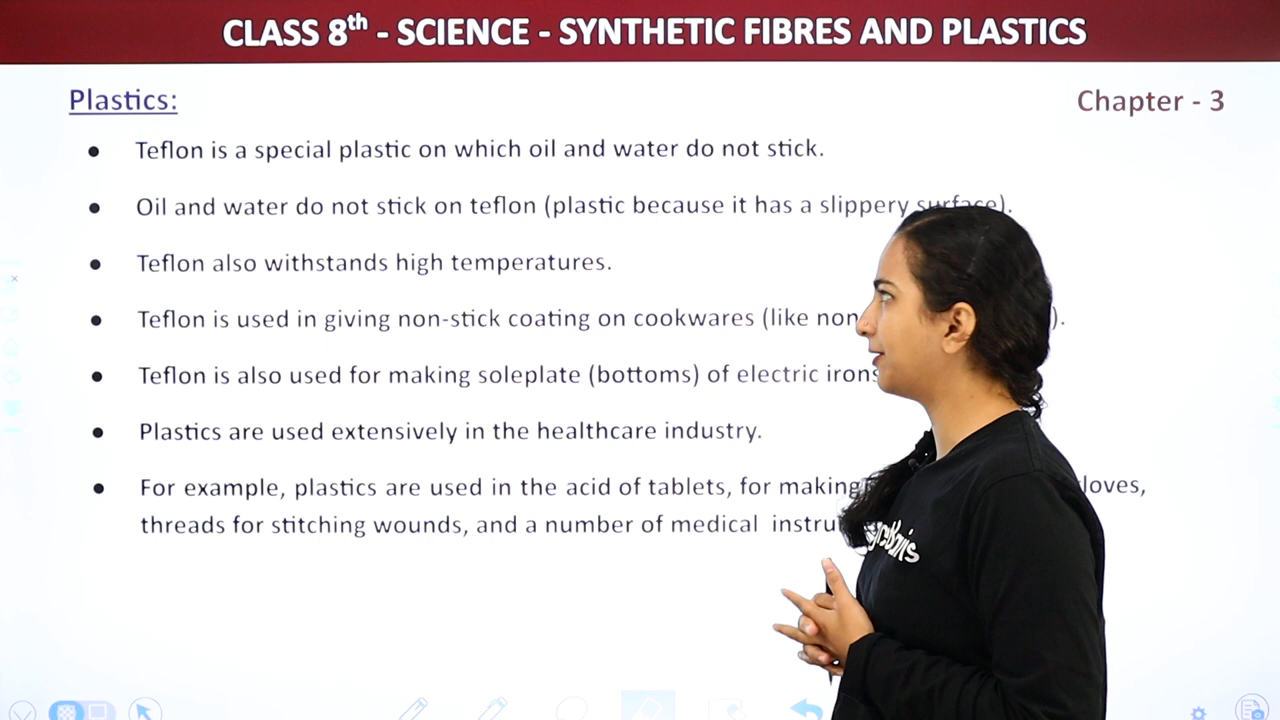 CLASS 8th - SCIENCE - SYNTHETIC FIBRES AND PLASTICS
Plastics:
Chapter - 3
● Teflon is a special plastic on which oil and water do not stick.
● Oil and water do not stick on teflon (plastic because it has a slippery surface).
● Teflon also withstands high temperatures.
● Teflon is used in giving non-stick coating on cookwares (like non ).
● Teflon is also used for making soleplate (bottoms) of electric irons
● Plastics are used extensively in the healthcare industry.
● For example, plastics are used in the acid of tablets, for making
threads for stitching wounds, and a number of medical